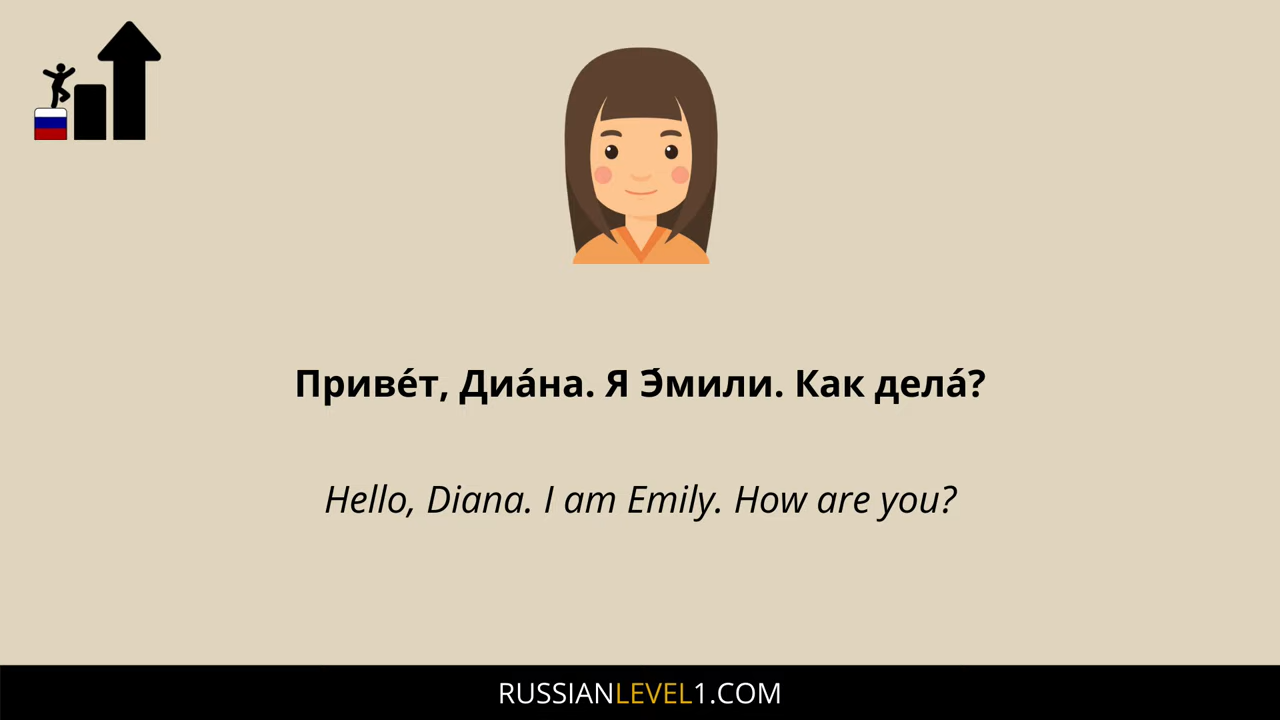 Приве́т, Диа́на. Я Э́мили. Как дела́?
Hello, Diana. I am Emily. How are you?
RUSSIANLEVEL1.COM